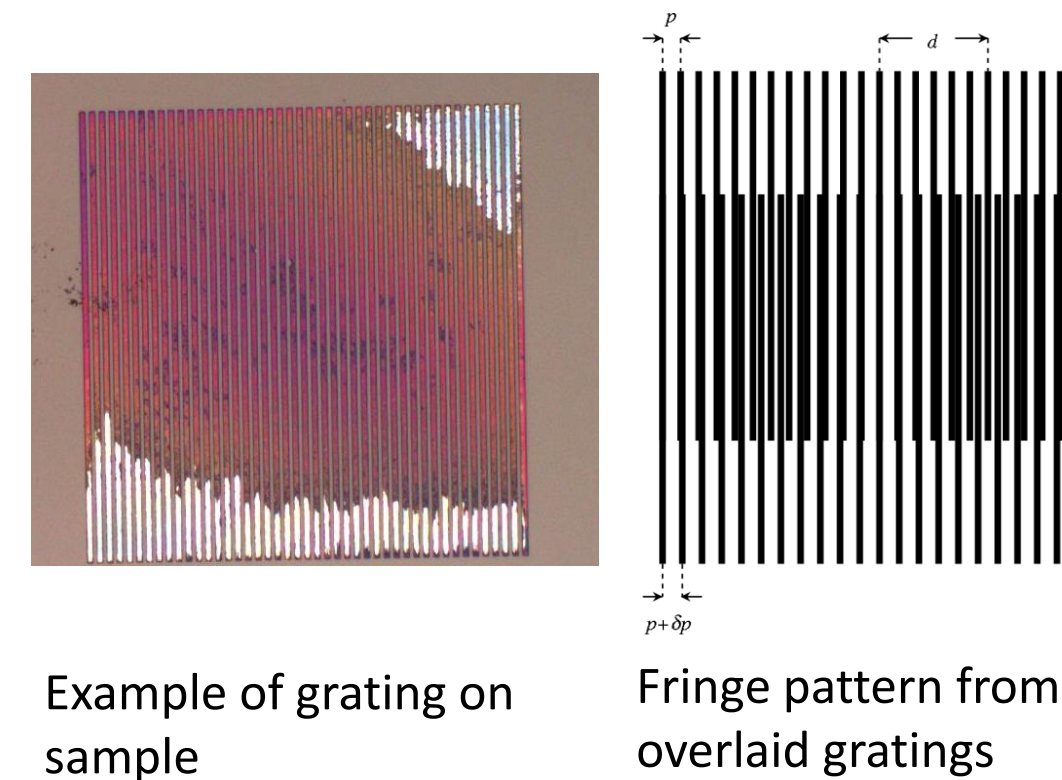 p
d
p+ δp
Example of grating on
sample
Fringe pattern from
overlaid gratings